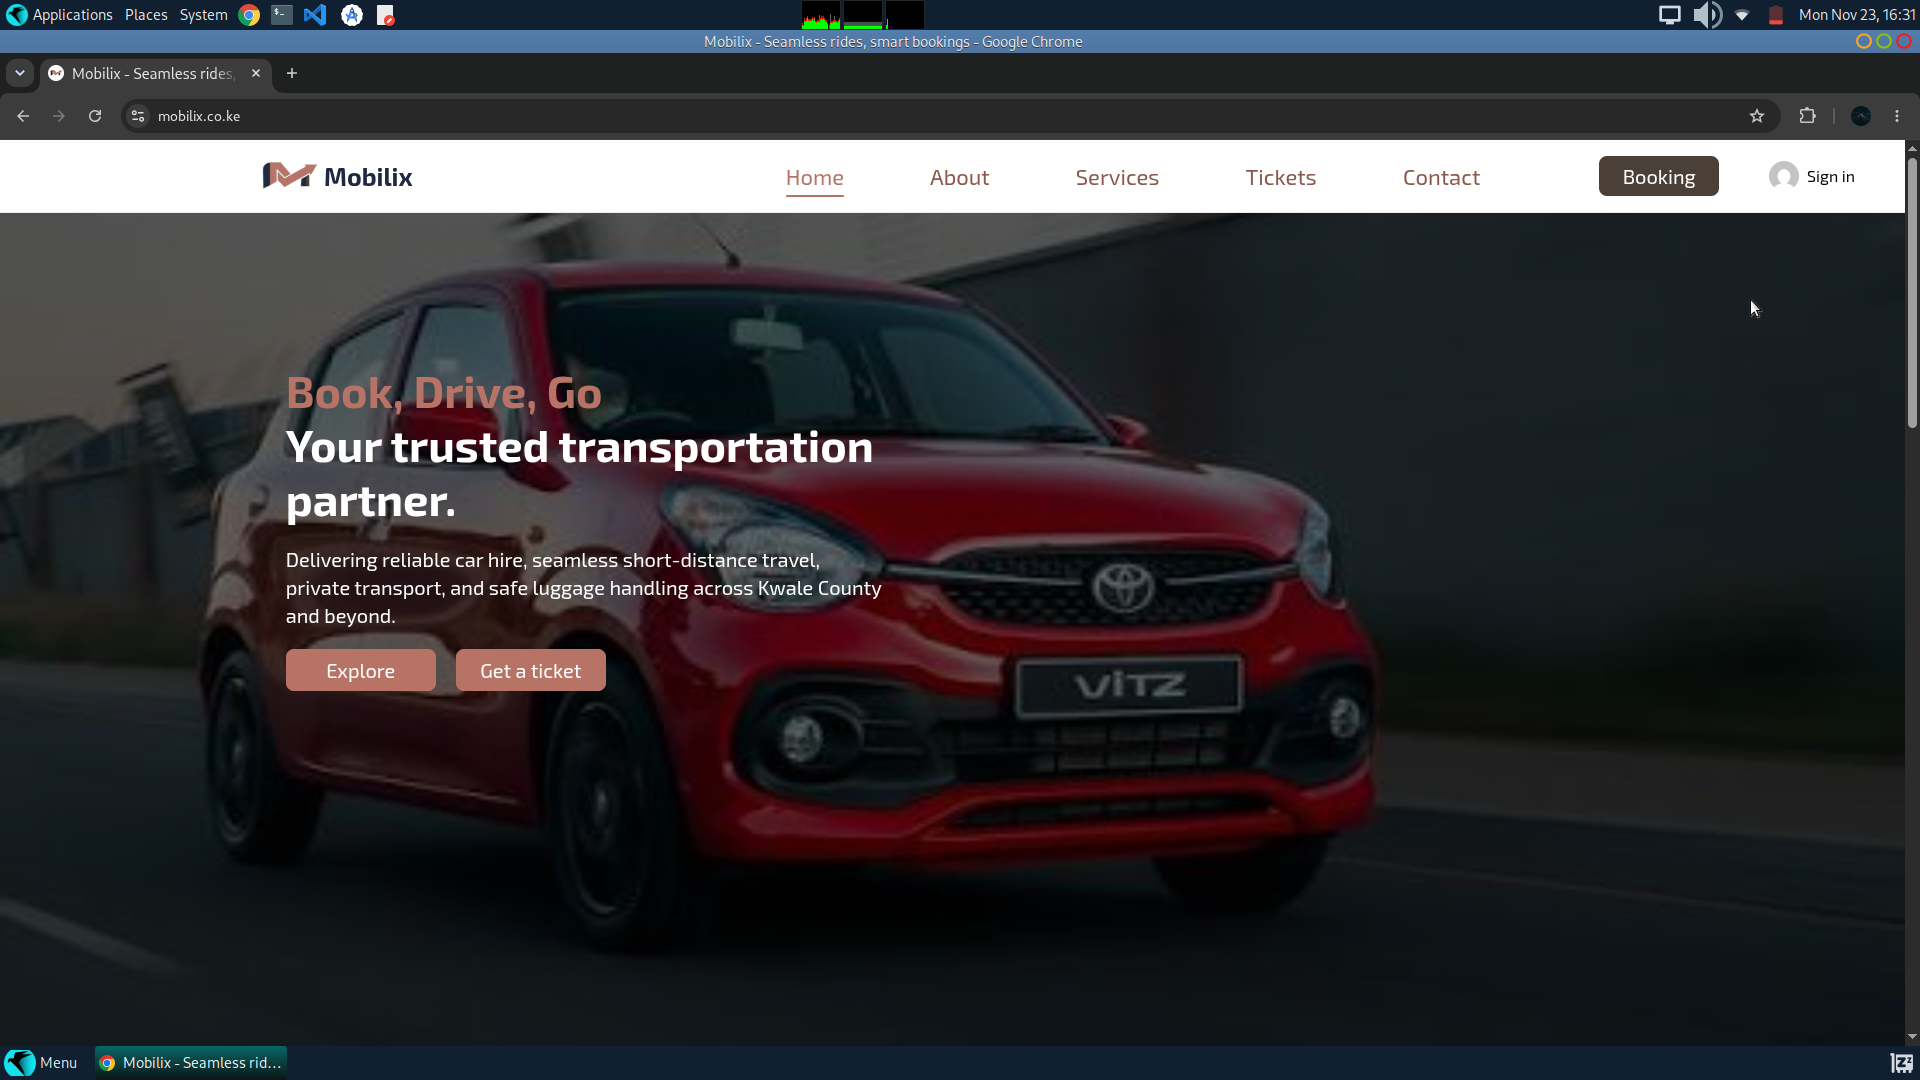 Applications Places System
Mon Nov 23, 16:31
Mobilix - Seamless rides, smart bookings - Google Chrome
Mobilix - Seamless rides,
mobilix.co.ke
Mobilix
Home
About
Services
Tickets
Contact
Booking
Sign in
Book, Drive, Go
Your trusted transportation
partner.
Delivering reliable car hire, seamless short-distance travel,
private transport, and safe luggage handling across Kwale County
and beyond.
Explore
Get a ticket
VITZ
Menu
Mobilix - Seamless rid...